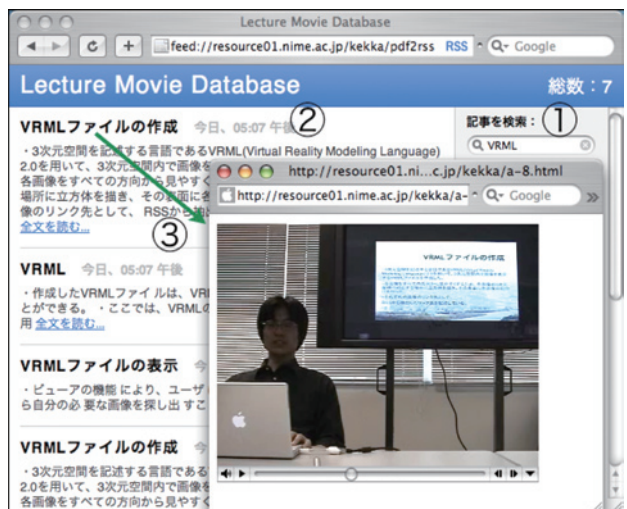 Lecture Movie Database
feed://resource01.nime.ac.jp/kekka/pdf2rss RSS Google
Lecture Movie Database 総数：7
VRMLファイルの作成 今日、05:07 午後 ②
・3次元空間を記述する言語であるVRML(Virtual Reality Modeling Language)
2.0を用いて、3次元空間内で画像を
各画像をすべての方向から見やすく
場所に立方体を描き、その表面に各
像のリンク先として、 RSSから
全文を読む...
③
VRML 今日、05:07 午後
・作成したVRMLファイルは、
とができる。 ・ここでは、VRMLの
用 全文を読む...
VRMLファイルの表示
・ビューアの機能 により、ユーザ
ら自分の必 要な画像を探し出 すこ
VRMLファイルの作成
・3次元空間を記述する言語である
2.0を用いて、3次元空間内で画像を
各画像をすべての方向から見やすく
記事を検索： ①
VRML
http://resource01.ni...c.jp/kekka/a-8.html
http://resource01.nime.ac.jp/kekka/a- Google
VRMLファイルの作成